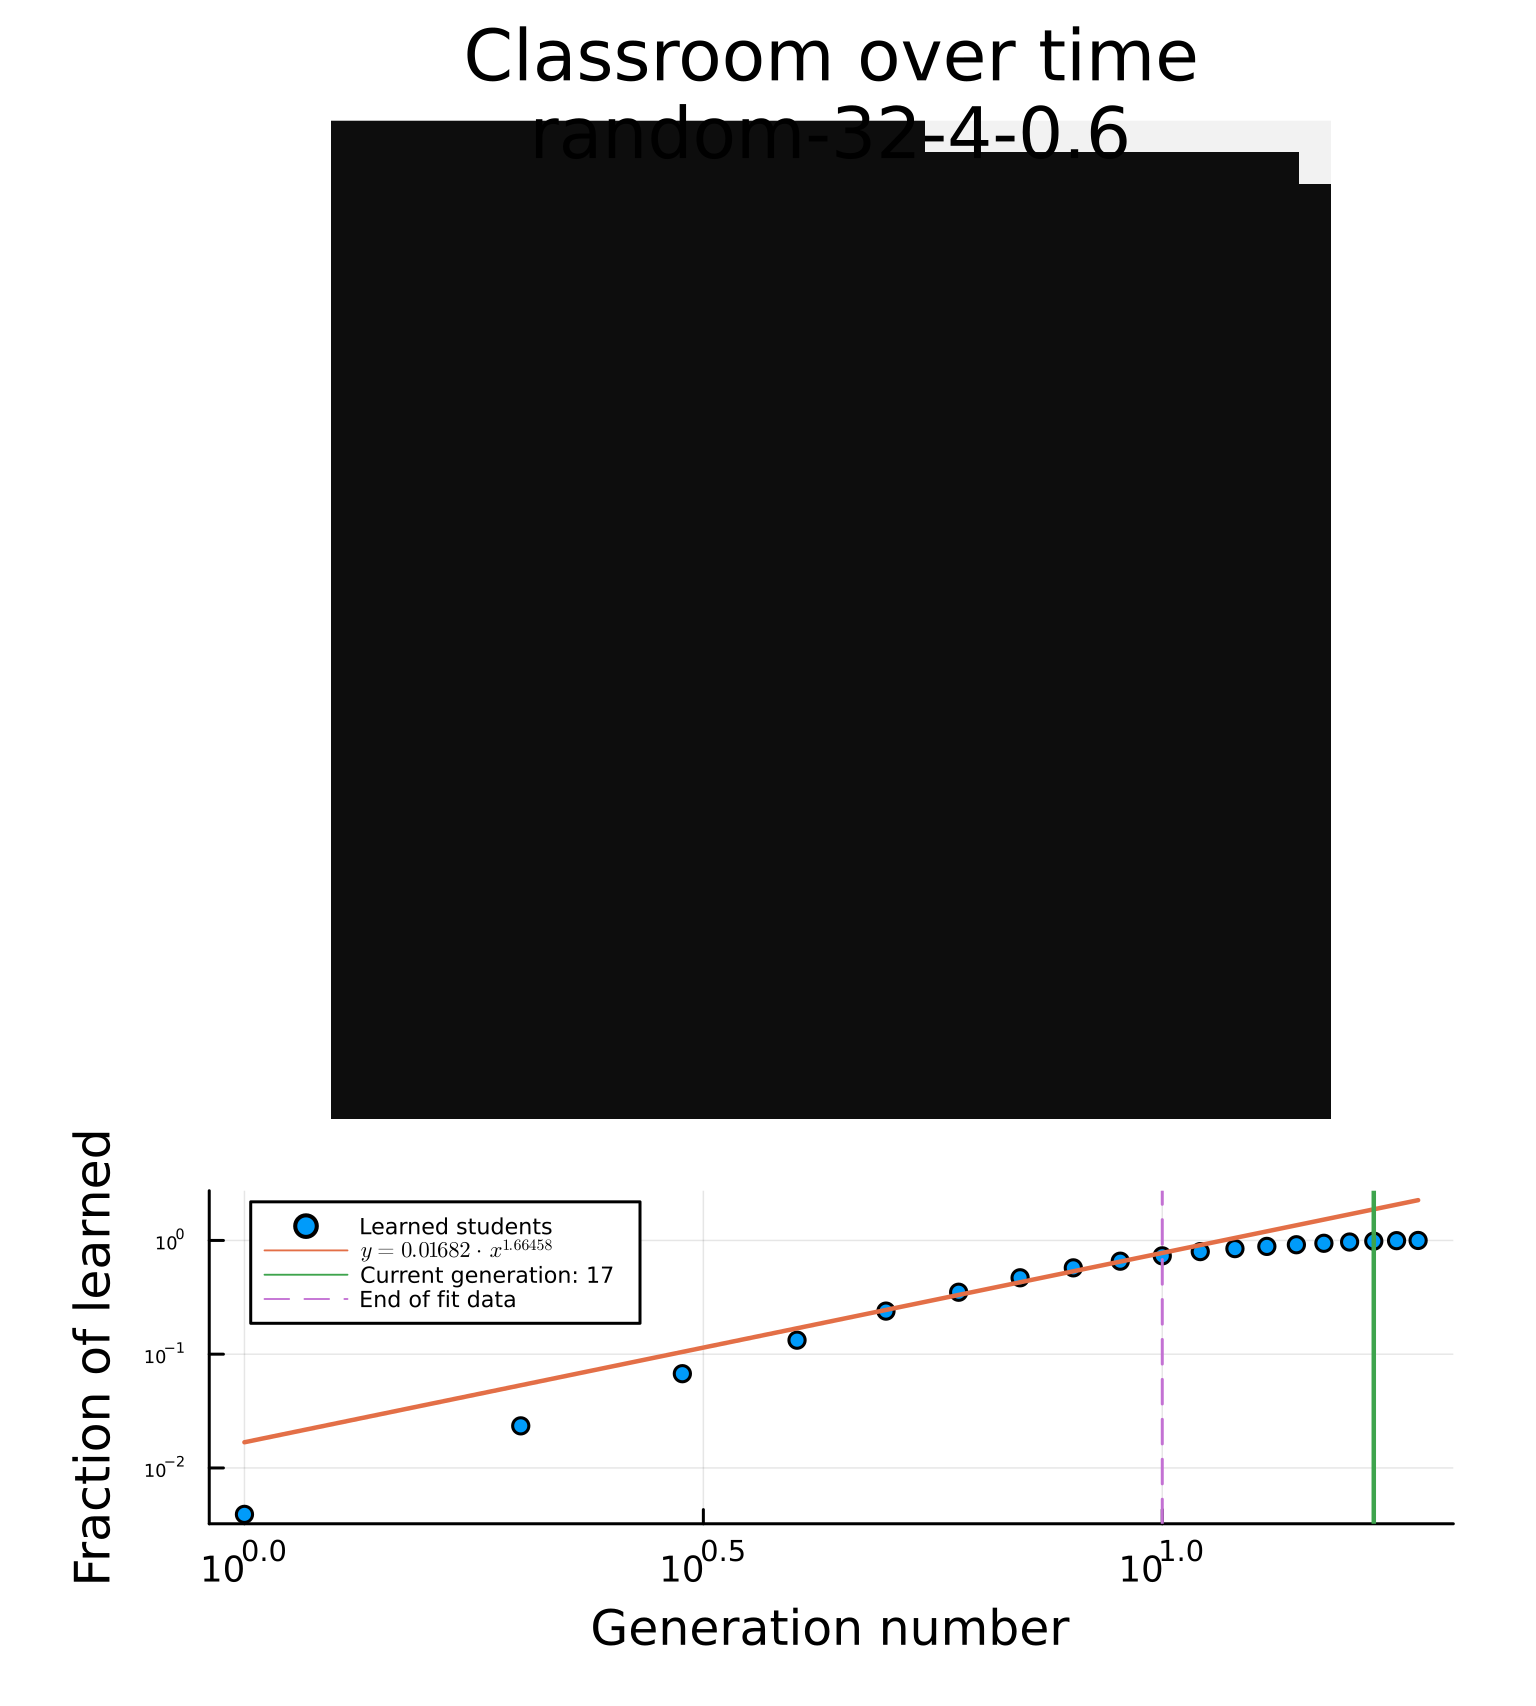 Classroom over time
random-32-4-0.6
Fraction of learned
10⁰
10⁻¹
10⁻²
Learned students
y = 0.01682 · x^1.66458
Current generation: 17
End of fit data
10^0.0
10^0.5
10^1.0
Generation number